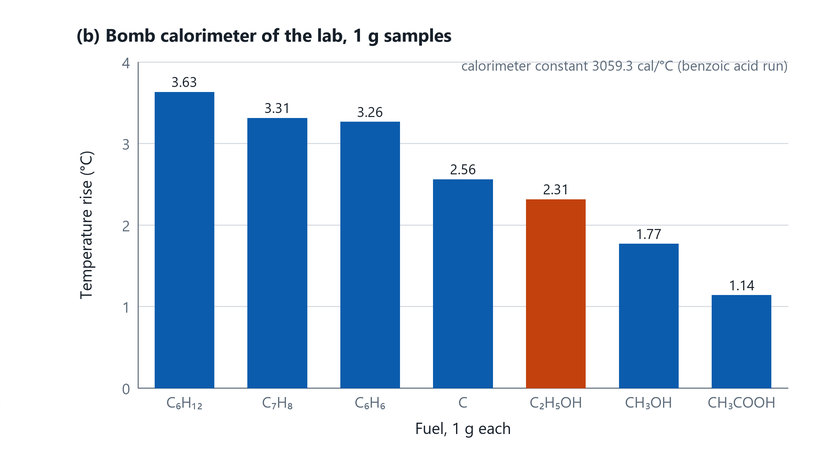 (b) Bomb calorimeter of the lab, 1 g samples
calorimeter constant 3059.3 cal/°C (benzoic acid run)
Temperature rise (°C)
4
3
2
1
0
3.63
3.31
3.26
2.56
2.31
1.77
1.14
C₆H₁₂
C₇H₈
C₆H₆
C
C₂H₅OH
CH₃OH
CH₃COOH
Fuel, 1 g each